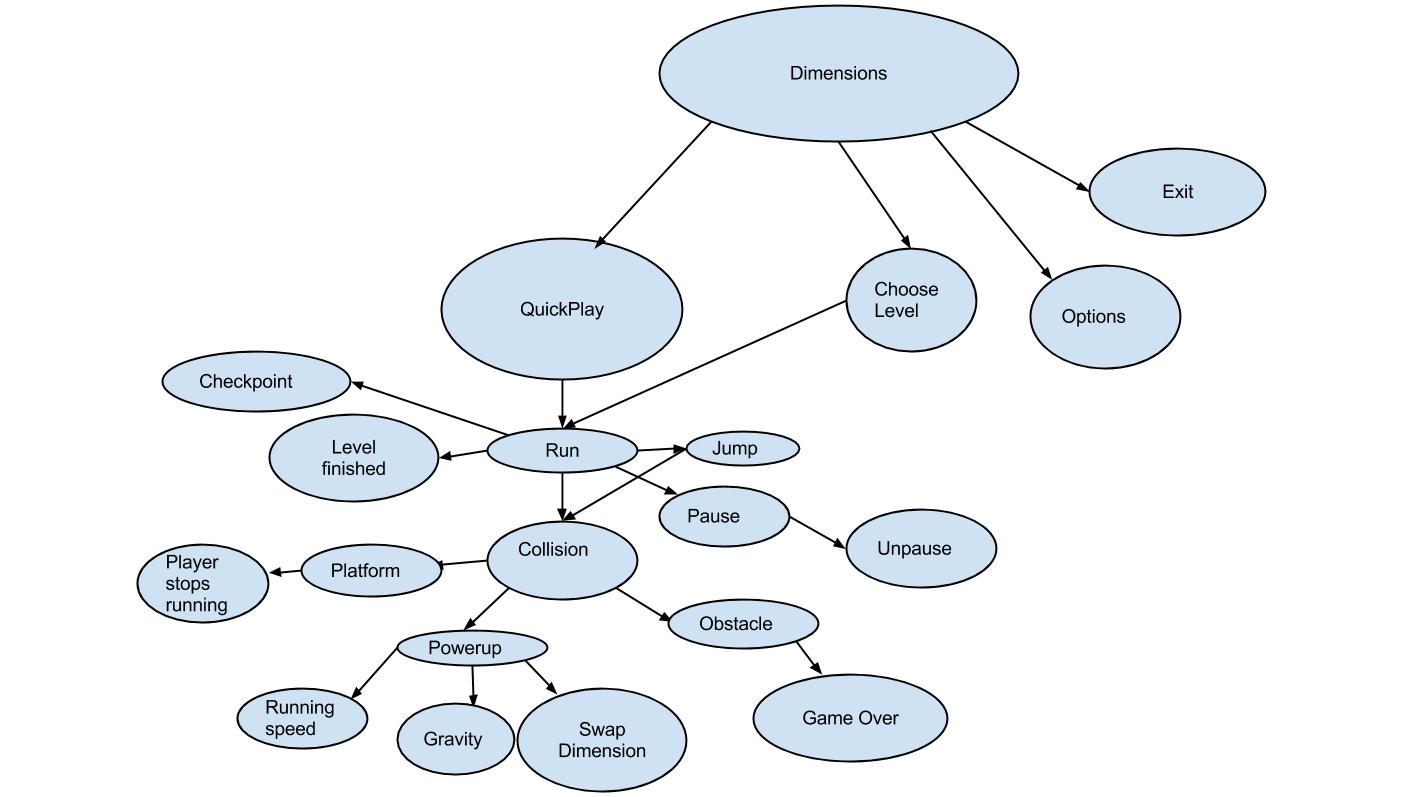 Dimensions
Exit
QuickPlay
Choose
Level
Options
Checkpoint
Level
finished
Run
Jump
Pause
Unpause
Collision
Platform
Player
stops
running
Obstacle
Powerup
Running
speed
Gravity
Swap
Dimension
Game Over